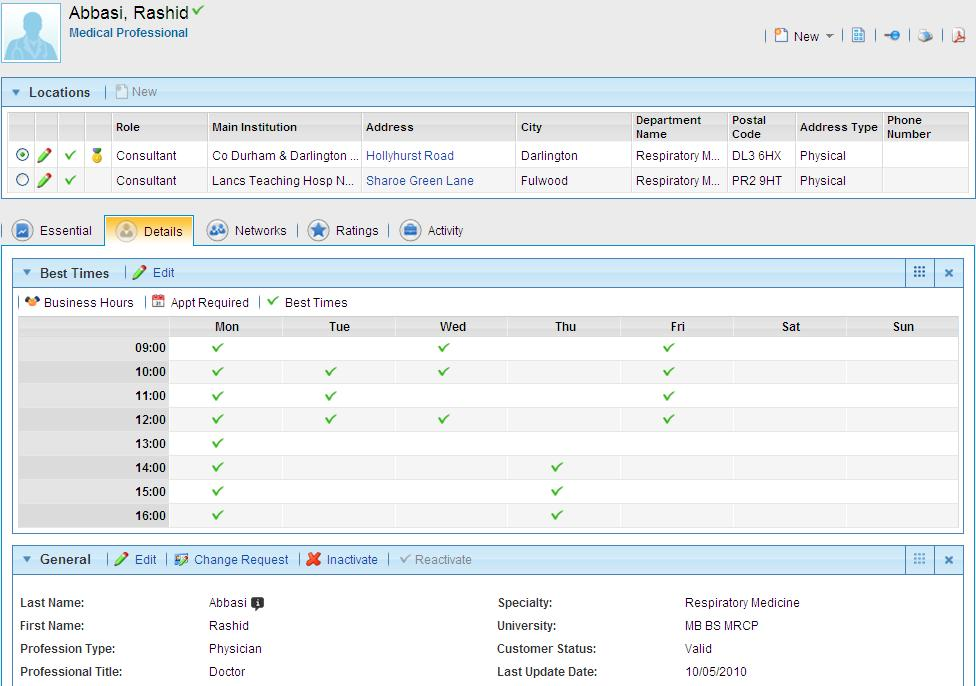 Abbasi, Rashid
Medical Professional
New
Locations New
Role Main Institution Address City Department Name Postal Code Address Type Phone Number
Consultant Co Durham & Darlington ... Hollyhurst Road Darlington Respiratory M... DL3 6HX Physical
Consultant Lancs Teaching Hosp N... Sharoe Green Lane Fulwood Respiratory M... PR2 9HT Physical
Essential Details Networks Ratings Activity
Best Times Edit
Business Hours Appt Required Best Times
Mon Tue Wed Thu Fri Sat Sun
09:00
10:00
11:00
12:00
13:00
14:00
15:00
16:00
General Edit Change Request Inactivate Reactivate
Last Name: Abbasi Specialty: Respiratory Medicine
First Name: Rashid University: MB BS MRCP
Profession Type: Physician Customer Status: Valid
Professional Title: Doctor Last Update Date: 10/05/2010